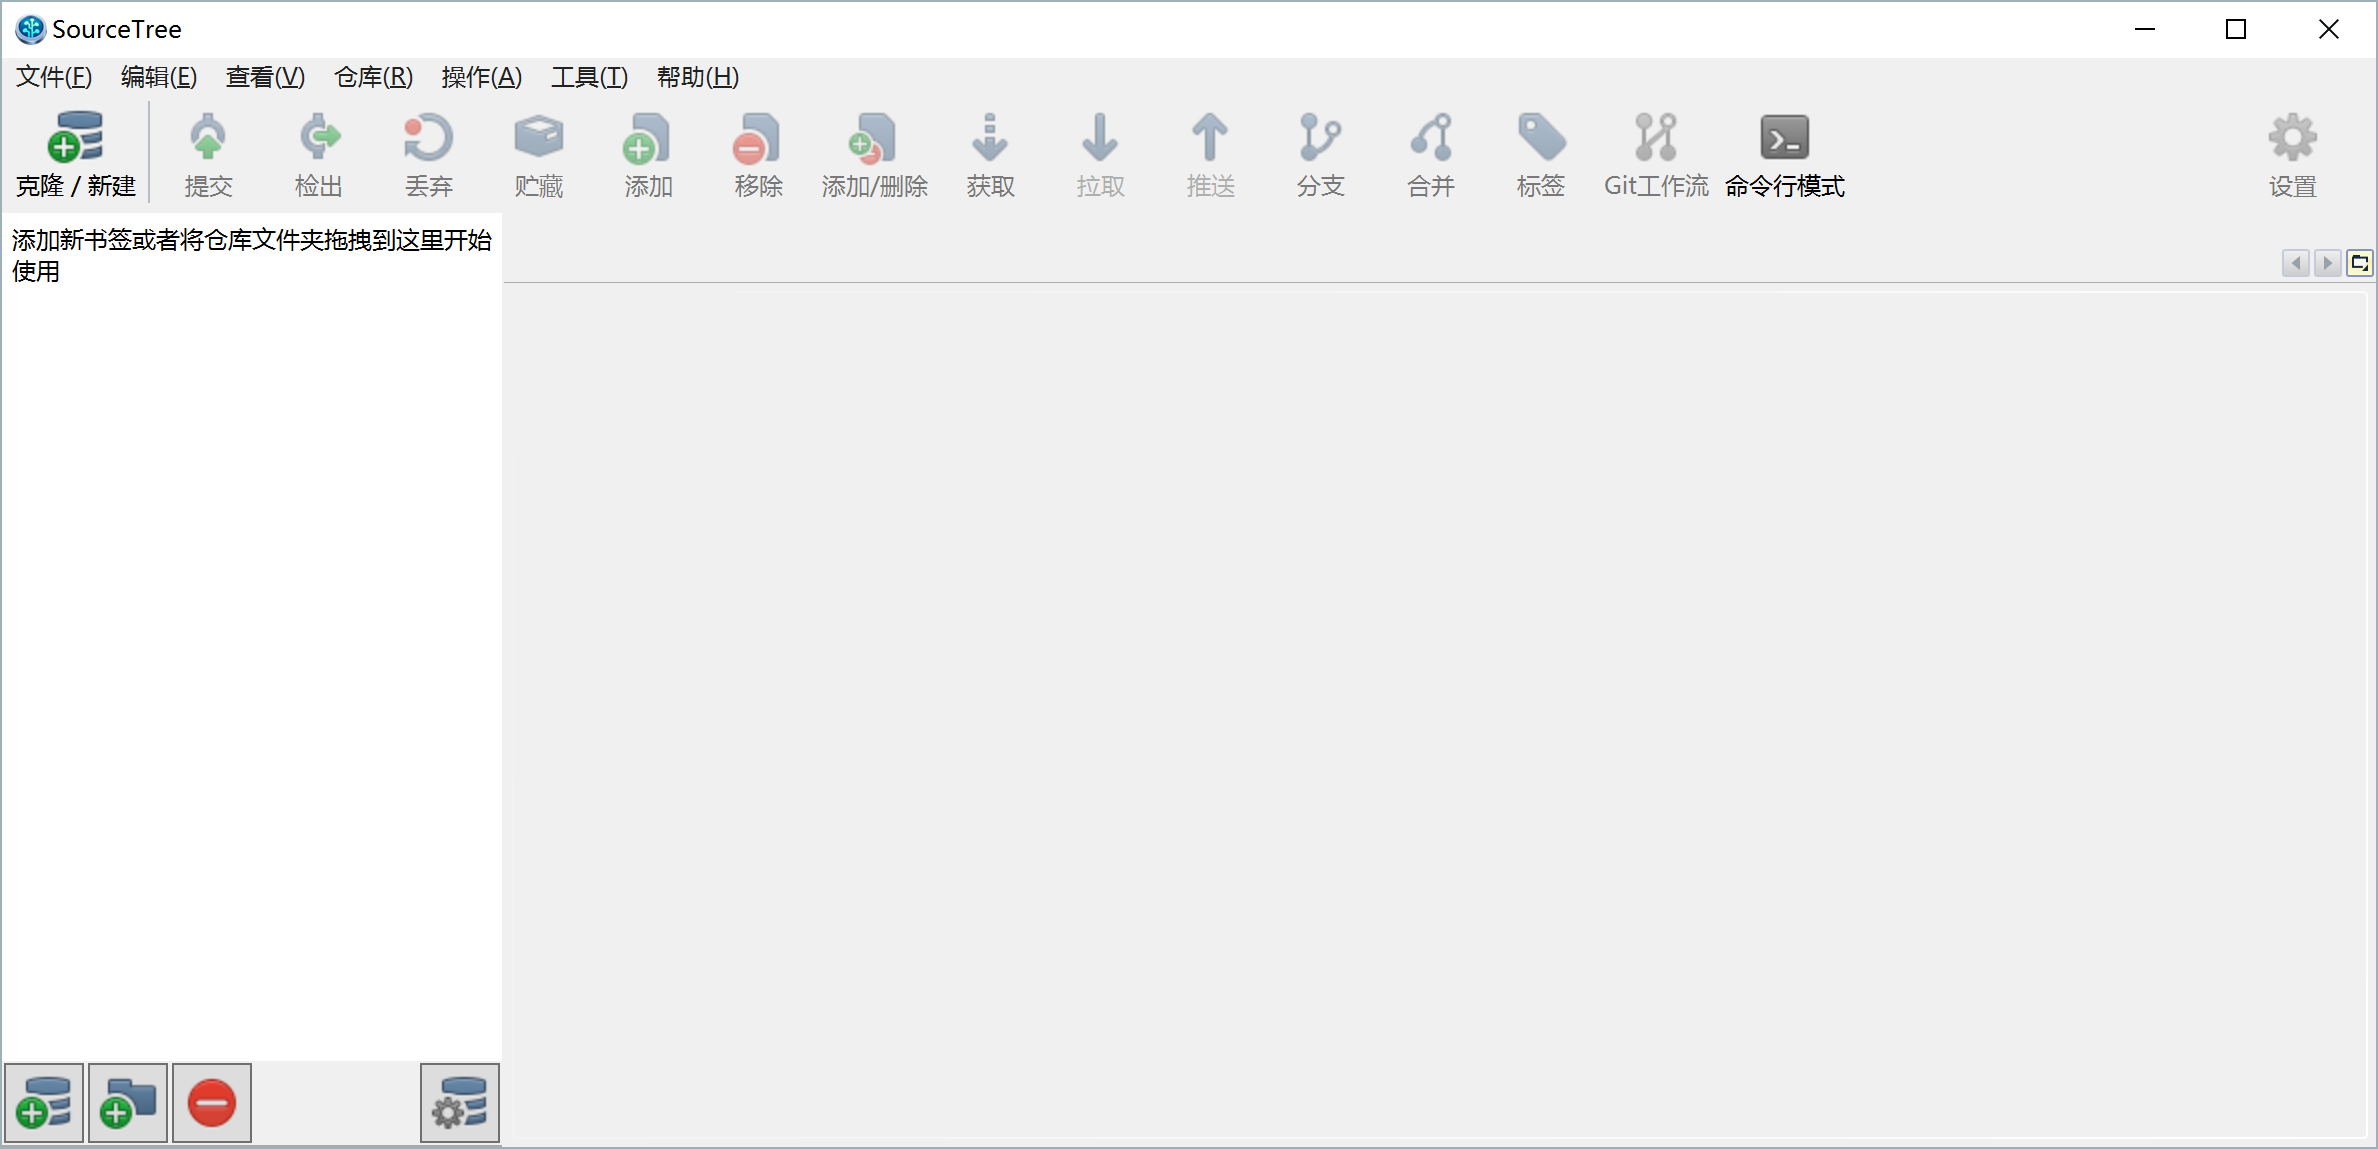 SourceTree
文件(F) 编辑(E) 查看(V) 仓库(R) 操作(A) 工具(T) 帮助(H)
克隆 / 新建 提交 检出 丢弃 贮藏 添加 移除 添加/删除 获取 拉取 推送 分支 合并 标签 Git工作流 命令行模式 设置
添加新书签或者将仓库文件夹拖拽到这里开始
使用